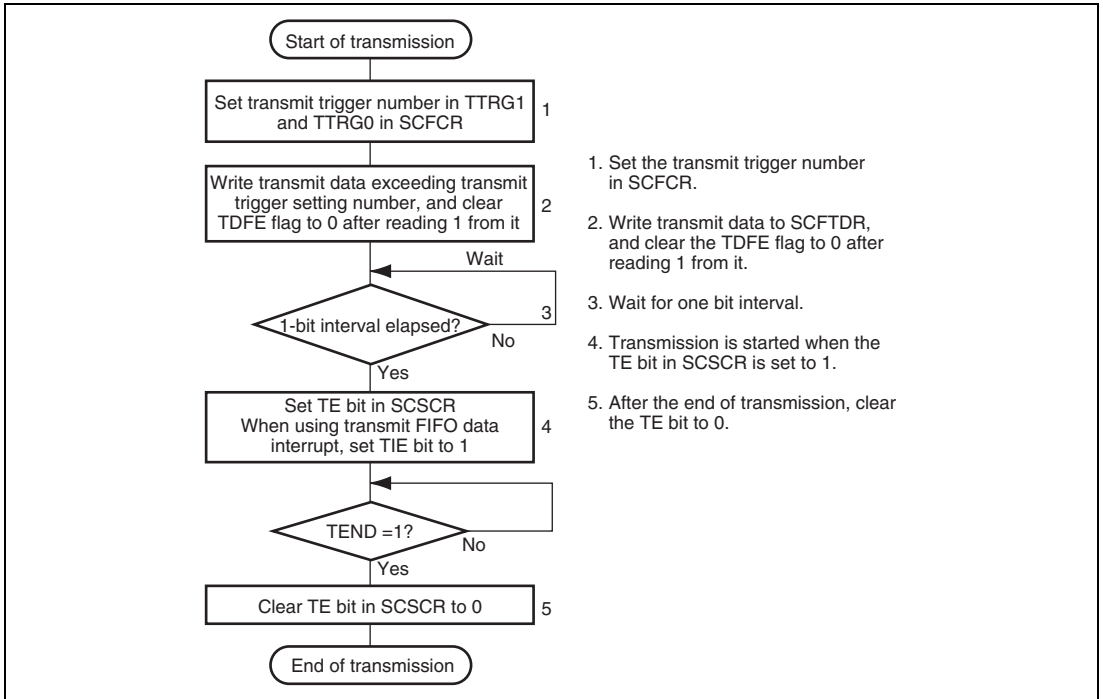 Start of transmission
Set transmit trigger number in TTRG1
and TTRG0 in SCFCR
1
Write transmit data exceeding transmit
trigger setting number, and clear
TDFE flag to 0 after reading 1 from it
2
Wait
1-bit interval elapsed?
3
No
Yes
Set TE bit in SCSCR
When using transmit FIFO data
interrupt, set TIE bit to 1
4
TEND =1?
No
Yes
Clear TE bit in SCSCR to 0
5
End of transmission
1. Set the transmit trigger number
in SCFCR.
2. Write transmit data to SCFTDR,
and clear the TDFE flag to 0 after
reading 1 from it.
3. Wait for one bit interval.
4. Transmission is started when the
TE bit in SCSCR is set to 1.
5. After the end of transmission, clear
the TE bit to 0.